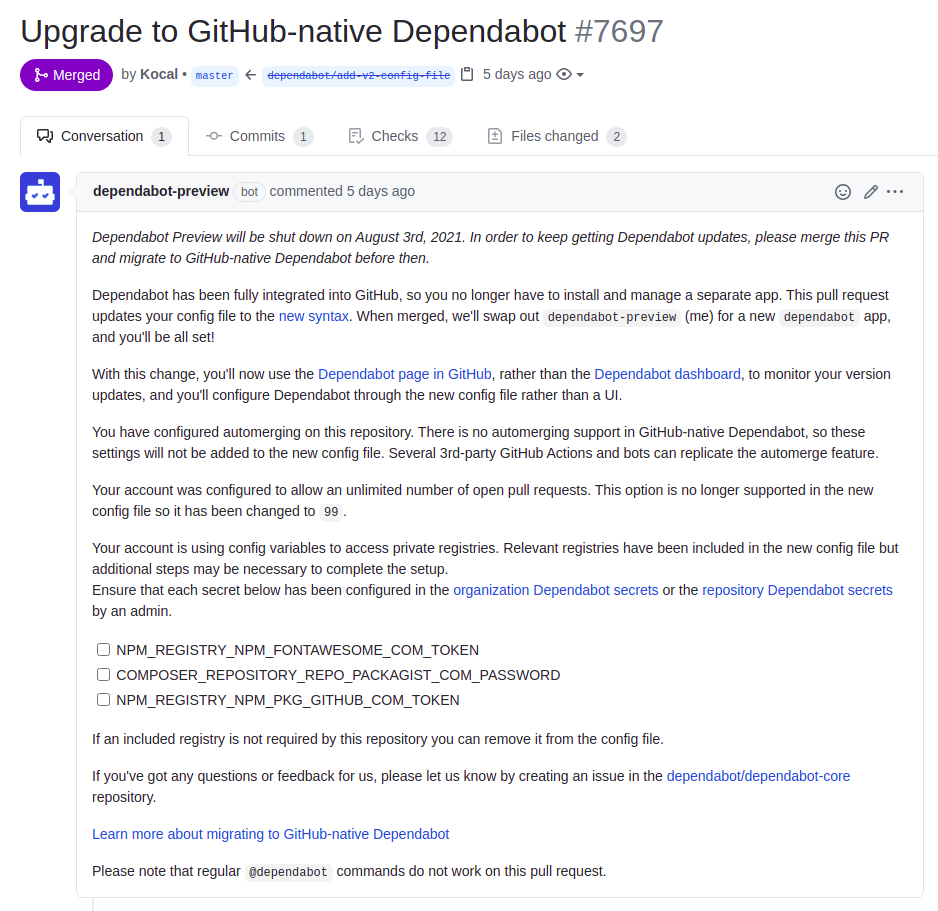 Upgrade to GitHub-native Dependabot #7697
Merged by Kocal • master ← dependabot/add-v2-config-file 5 days ago
Conversation 1 Commits 1 Checks 12 Files changed 2
dependabot-preview bot commented 5 days ago
Dependabot Preview will be shut down on August 3rd, 2021. In order to keep getting Dependabot updates, please merge this PR
and migrate to GitHub-native Dependabot before then.
Dependabot has been fully integrated into GitHub, so you no longer have to install and manage a separate app. This pull request
updates your config file to the new syntax. When merged, we'll swap out dependabot-preview (me) for a new dependabot app,
and you'll be all set!
With this change, you'll now use the Dependabot page in GitHub, rather than the Dependabot dashboard, to monitor your version
updates, and you'll configure Dependabot through the new config file rather than a UI.
You have configured automerging on this repository. There is no automerging support in GitHub-native Dependabot, so these
settings will not be added to the new config file. Several 3rd-party GitHub Actions and bots can replicate the automerge feature.
Your account was configured to allow an unlimited number of open pull requests. This option is no longer supported in the new
config file so it has been changed to 99 .
Your account is using config variables to access private registries. Relevant registries have been included in the new config file but
additional steps may be necessary to complete the setup.
Ensure that each secret below has been configured in the organization Dependabot secrets or the repository Dependabot secrets
by an admin.
NPM_REGISTRY_NPM_FONTAWESOME_COM_TOKEN
COMPOSER_REPOSITORY_REPO_PACKAGIST_COM_PASSWORD
NPM_REGISTRY_NPM_PKG_GITHUB_COM_TOKEN
If an included registry is not required by this repository you can remove it from the config file.
If you've got any questions or feedback for us, please let us know by creating an issue in the dependabot/dependabot-core
repository.
Learn more about migrating to GitHub-native Dependabot
Please note that regular @dependabot commands do not work on this pull request.